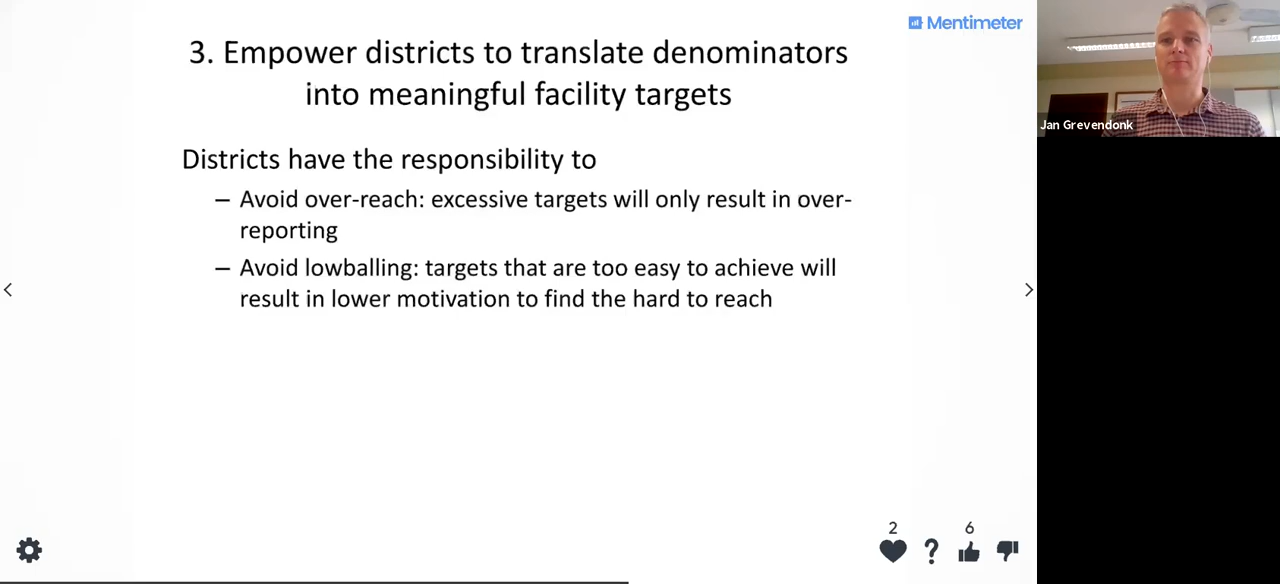 Mentimeter
3. Empower districts to translate denominators
into meaningful facility targets
Districts have the responsibility to
– Avoid over-reach: excessive targets will only result in over-
reporting
– Avoid lowballing: targets that are too easy to achieve will
result in lower motivation to find the hard to reach
Jan Grevendonk
2
6
?